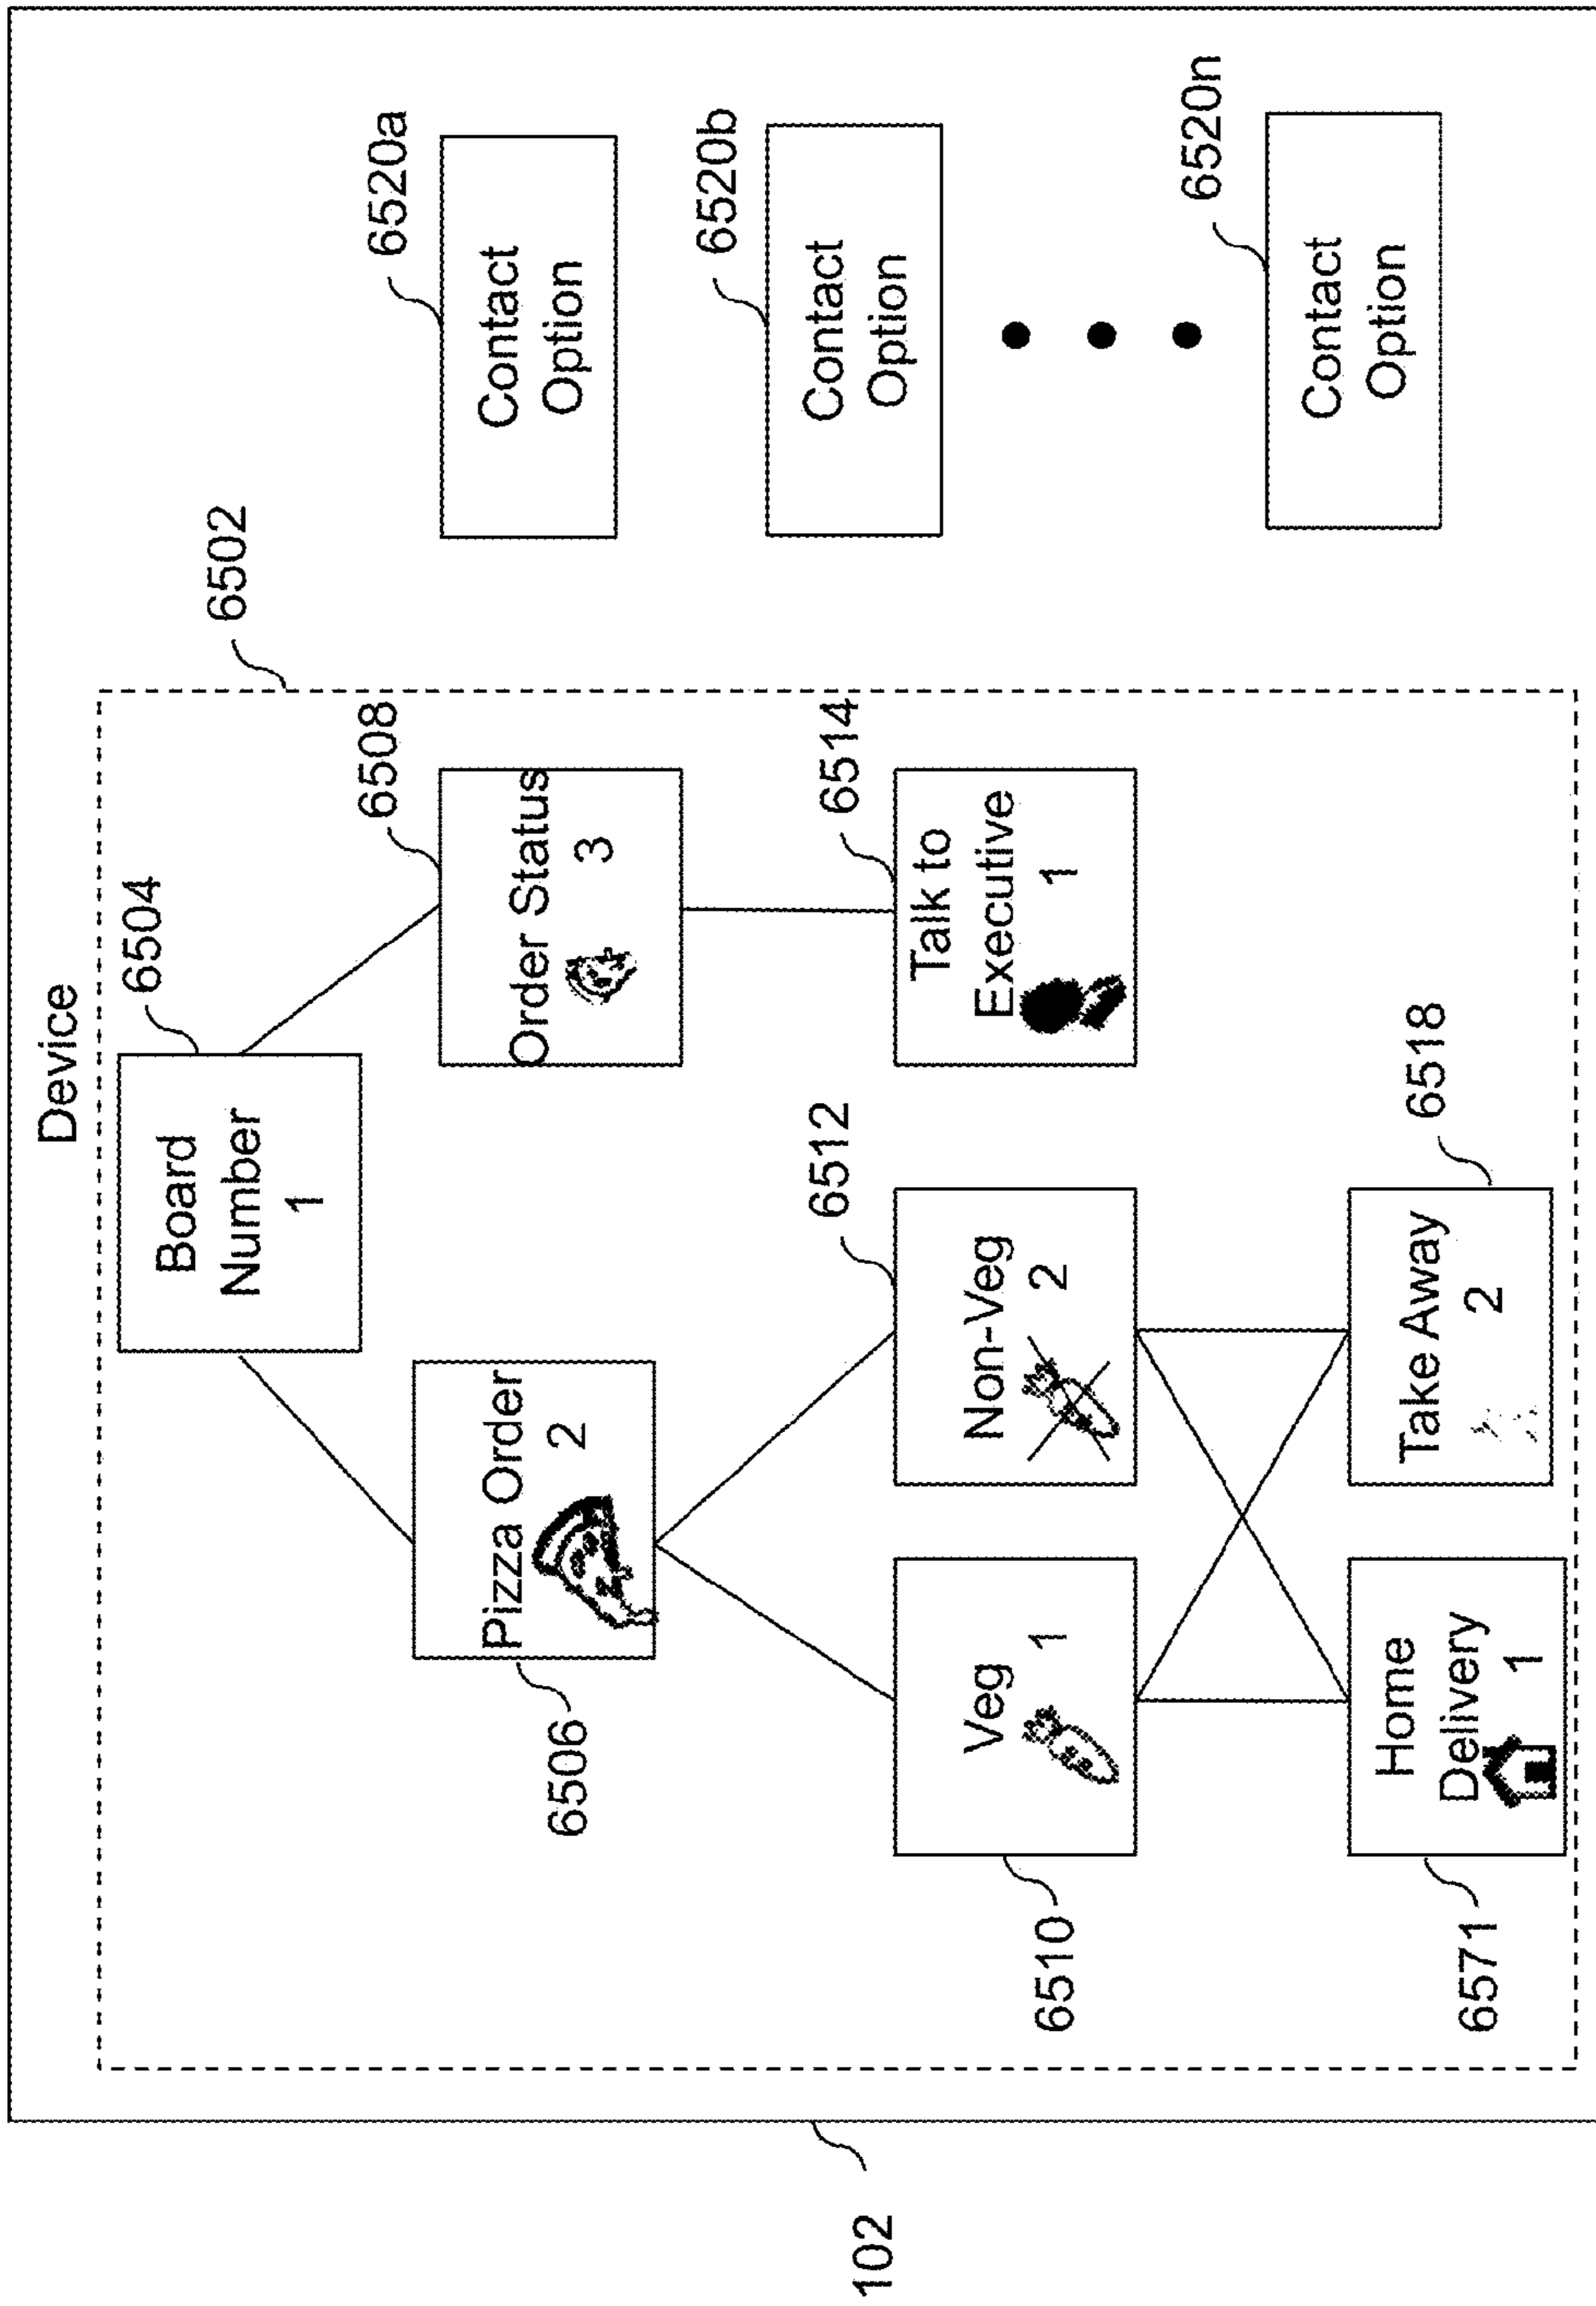 Device
6502
6504
Board
Number
1
6506
Pizza Order
2
6508
Order Status
3
6510
Veg
1
6512
Non-Veg
2
6514
Talk to
Executive
1
6571
Home
Delivery
1
6518
Take Away
2
6520a
Contact
Option
6520b
Contact
Option
6520n
Contact
Option
102